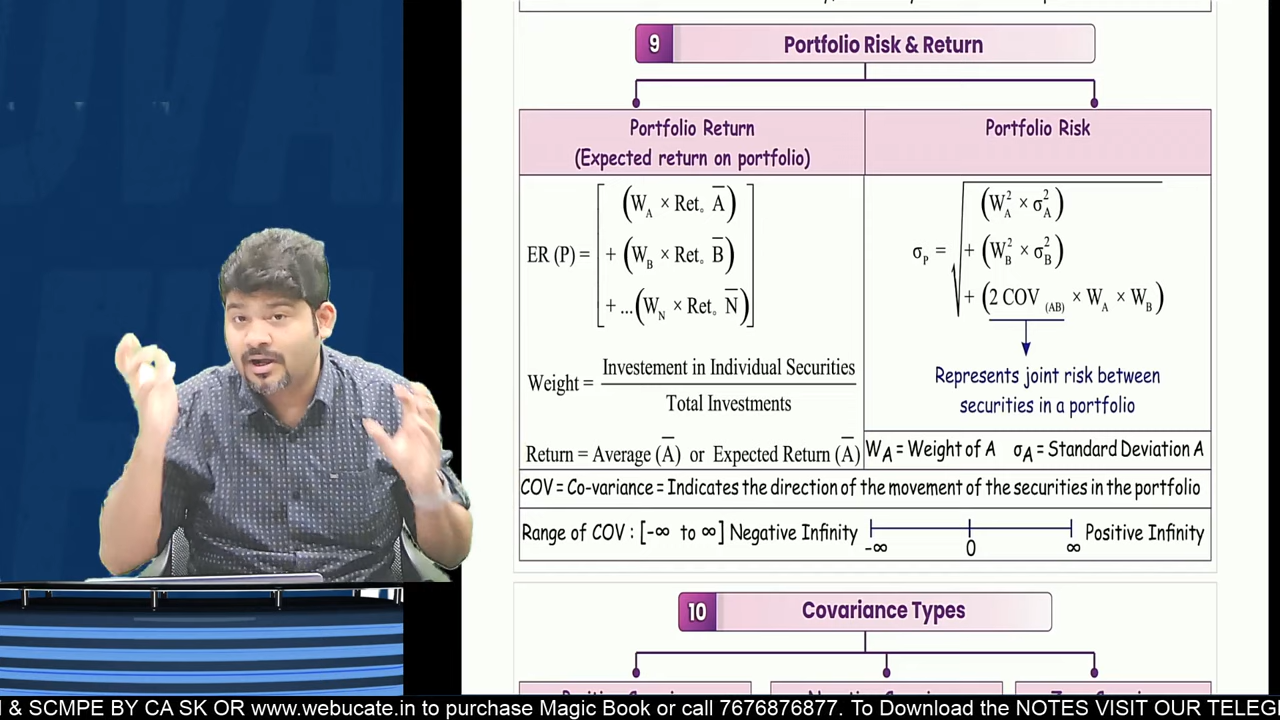 9 Portfolio Risk & Return
Portfolio Return
(Expected return on portfolio)
Portfolio Risk
ER (P) = [ (W_A × Ret. A̅)
+ (W_B × Ret. B̅)
+ ... (W_N × Ret. N̅) ]
Weight = Investement in Individual Securities / Total Investments
Return = Average (A̅) or Expected Return (A̅)
σ_P = √ (W_A² × σ_A²)
+ (W_B² × σ_B²)
+ (2 COV (AB) × W_A × W_B)
Represents joint risk between
securities in a portfolio
W_A = Weight of A σ_A = Standard Deviation A
COV = Co-variance = Indicates the direction of the movement of the securities in the portfolio
Range of COV : [-∞ to ∞] Negative Infinity -∞ 0 ∞ Positive Infinity
10 Covariance Types
& SCMPE BY CA SK OR www.webucate.in to purchase Magic Book or call 7676876877. To Download the NOTES VISIT OUR TELEG